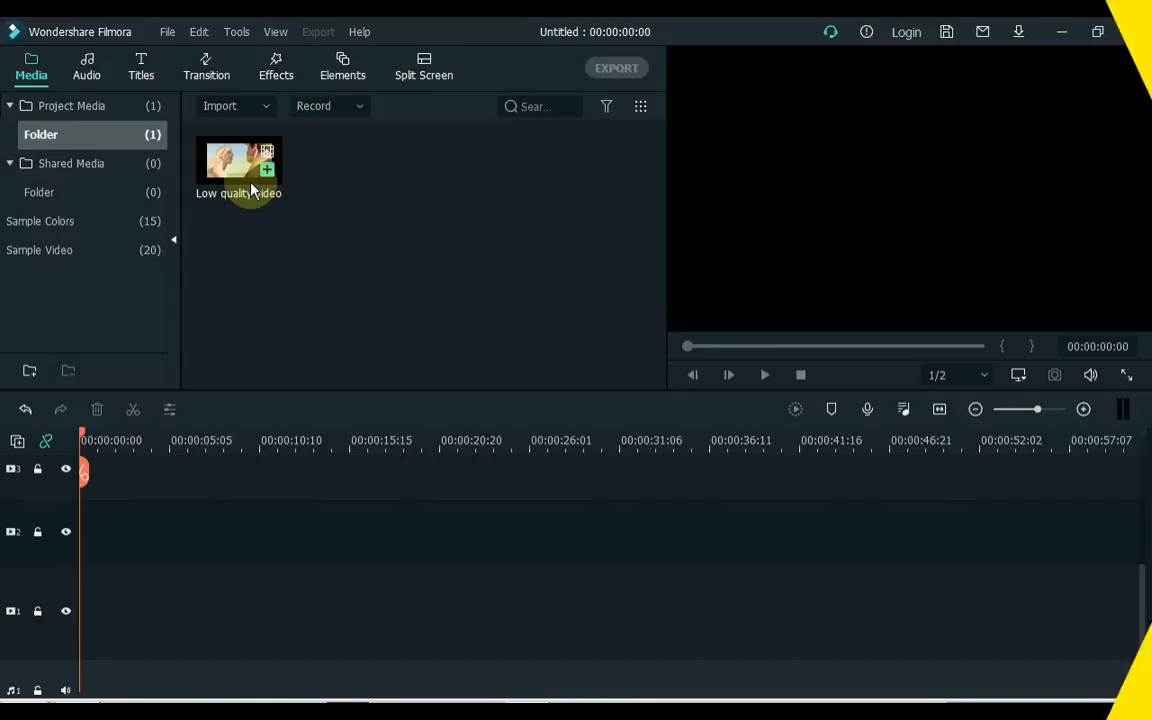 Wondershare Filmora File Edit Tools View Export Help Untitled : 00:00:00:00 Login
Media Audio Titles Transition Effects Elements Split Screen EXPORT
Project Media (1) Import Record Sear...
Folder (1)
Shared Media (0)
Folder (0)
Low quality video
Sample Colors (15)
Sample Video (20)
{ } 00:00:00:00
1/2
00:00:00:00 00:00:05:05 00:00:10:10 00:00:15:15 00:00:20:20 00:00:26:01 00:00:31:06 00:00:36:11 00:00:41:16 00:00:46:21 00:00:52:02 00:00:57:07
3
2
1
1